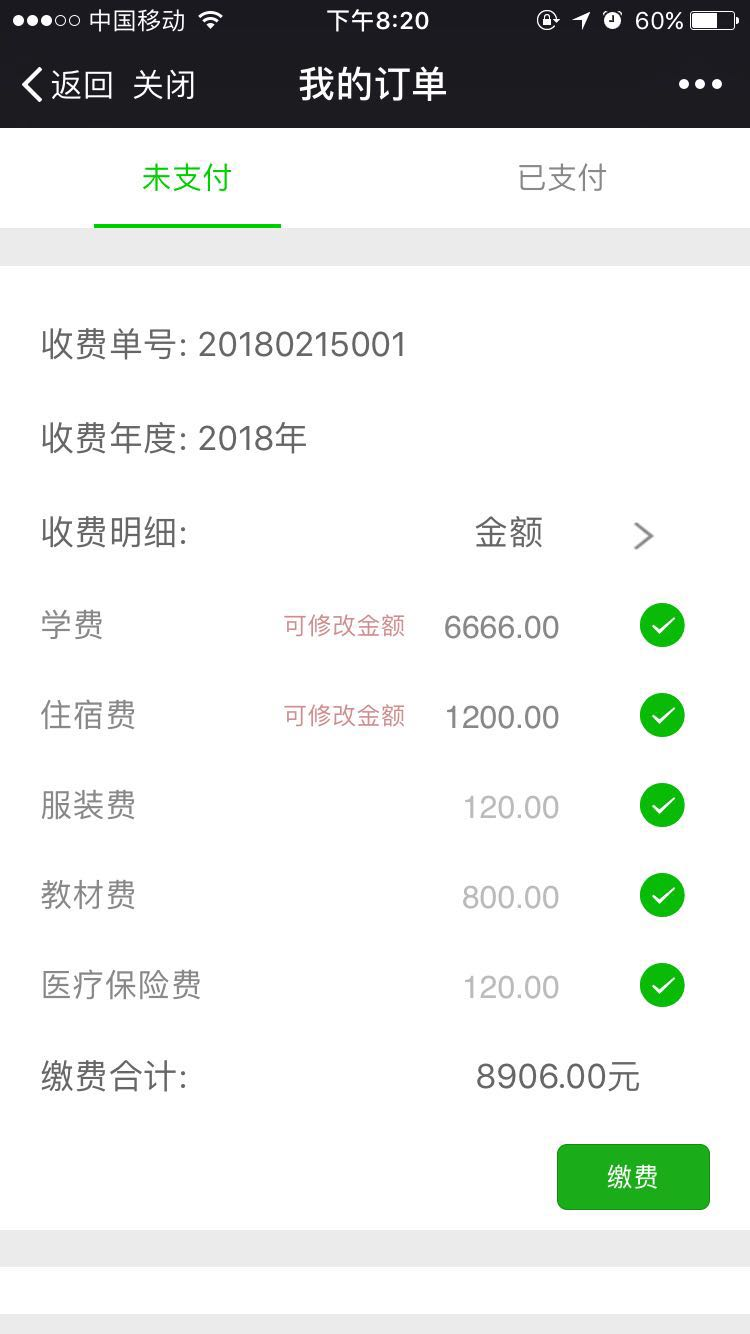 中国移动 下午8:20 60%
返回 关闭 我的订单
未支付 已支付
收费单号: 20180215001
收费年度: 2018年
收费明细: 金额
学费 可修改金额 6666.00
住宿费 可修改金额 1200.00
服装费 120.00
教材费 800.00
医疗保险费 120.00
缴费合计: 8906.00元
缴费